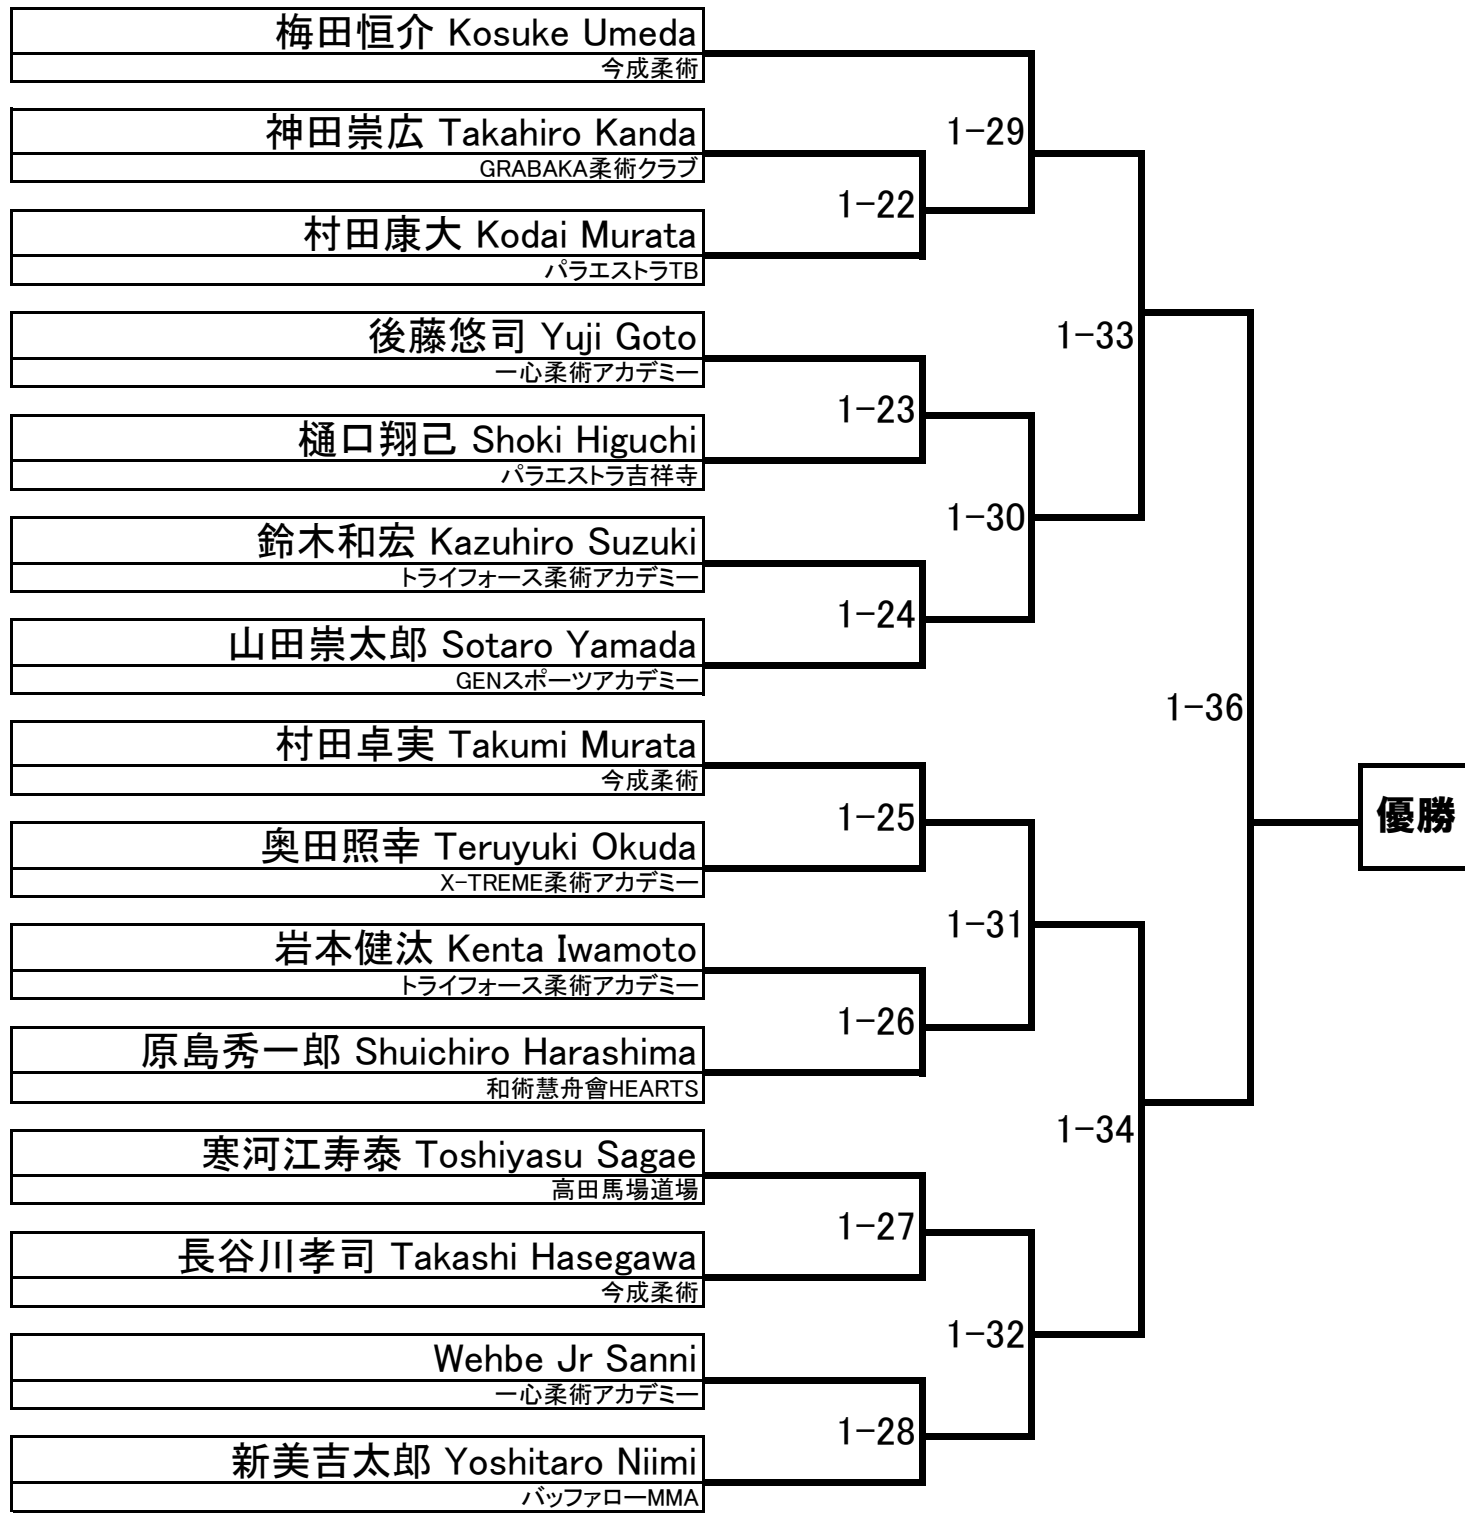 梅田恒介 Kosuke Umeda
今成柔術
神田崇広 Takahiro Kanda
GRABAKA柔術クラブ
1-29
1-22
村田康大 Kodai Murata
パラエストラTB
後藤悠司 Yuji Goto
一心柔術アカデミー
1-33
1-23
樋口翔己 Shoki Higuchi
パラエストラ吉祥寺
1-30
鈴木和宏 Kazuhiro Suzuki
トライフォース柔術アカデミー
1-24
山田崇太郎 Sotaro Yamada
GENスポーツアカデミー
1-36
村田卓実 Takumi Murata
今成柔術
1-25
優勝
奥田照幸 Teruyuki Okuda
X-TREME柔術アカデミー
1-31
岩本健汰 Kenta Iwamoto
トライフォース柔術アカデミー
1-26
原島秀一郎 Shuichiro Harashima
和術慧舟會HEARTS
1-34
寒河江寿泰 Toshiyasu Sagae
高田馬場道場
1-27
長谷川孝司 Takashi Hasegawa
今成柔術
1-32
Wehbe Jr Sanni
一心柔術アカデミー
1-28
新美吉太郎 Yoshitaro Niimi
バッファローMMA